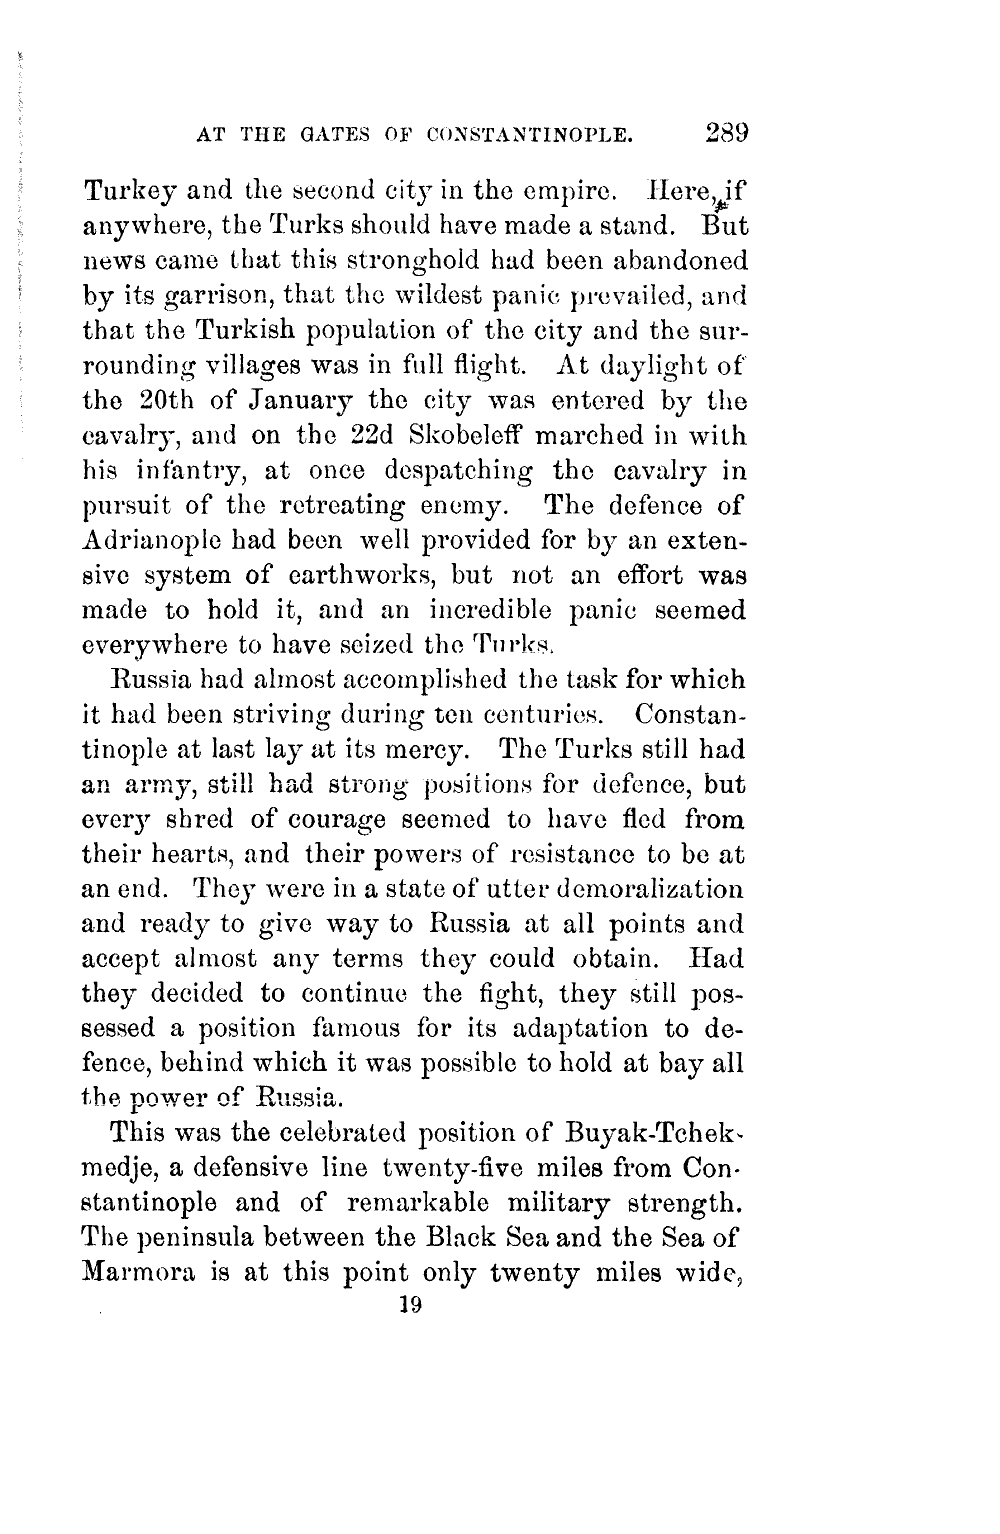 AT THE GATES OF CONSTANTINOPLE. 289
Turkey and the second city in the empire. Here, if
anywhere, the Turks should have made a stand. But
news came that this stronghold had been abandoned
by its garrison, that the wildest panic prevailed, and
that the Turkish population of the city and the sur-
rounding villages was in full flight. At daylight of
the 20th of January the city was entered by the
cavalry, and on the 22d Skobeleff marched in with
his infantry, at once despatching the cavalry in
pursuit of the retreating enemy. The defence of
Adrianople had been well provided for by an exten-
sive system of earthworks, but not an effort was
made to hold it, and an incredible panic seemed
everywhere to have seized the Turks.
Russia had almost accomplished the task for which
it had been striving during ten centuries. Constan-
tinople at last lay at its mercy. The Turks still had
an army, still had strong positions for defence, but
every shred of courage seemed to have fled from
their hearts, and their powers of resistance to be at
an end. They were in a state of utter demoralization
and ready to give way to Russia at all points and
accept almost any terms they could obtain. Had
they decided to continue the fight, they still pos-
sessed a position famous for its adaptation to de-
fence, behind which it was possible to hold at bay all
the power of Russia.
This was the celebrated position of Buyak-Tchek-
medje, a defensive line twenty-five miles from Con-
stantinople and of remarkable military strength.
The peninsula between the Black Sea and the Sea of
Marmora is at this point only twenty miles wide,
19